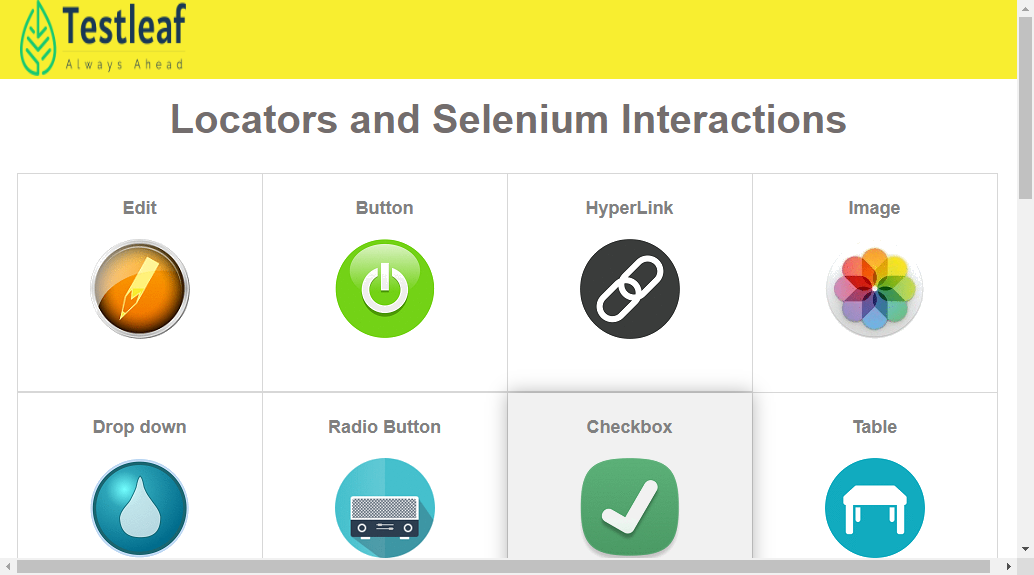 Testleaf
Always Ahead
Locators and Selenium Interactions
Edit
Button
HyperLink
Image
Drop down
Radio Button
Checkbox
Table